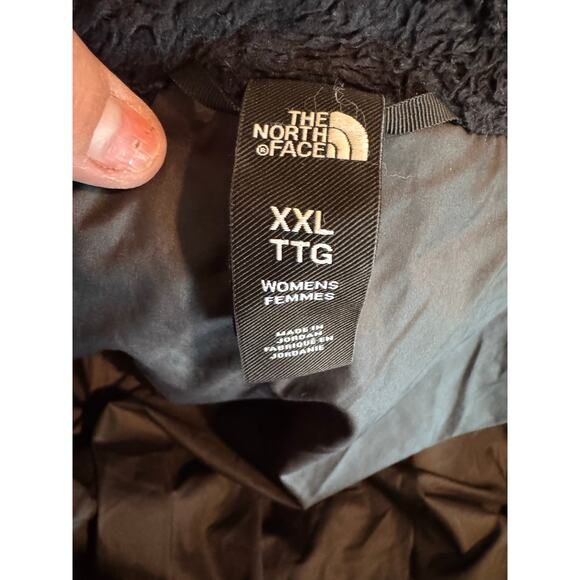 THE
NORTH
®FACE
XXL
TTG
WOMENS
FEMMES
MADE IN
JORDAN
FABRIQUÉ EN
JORDANIE